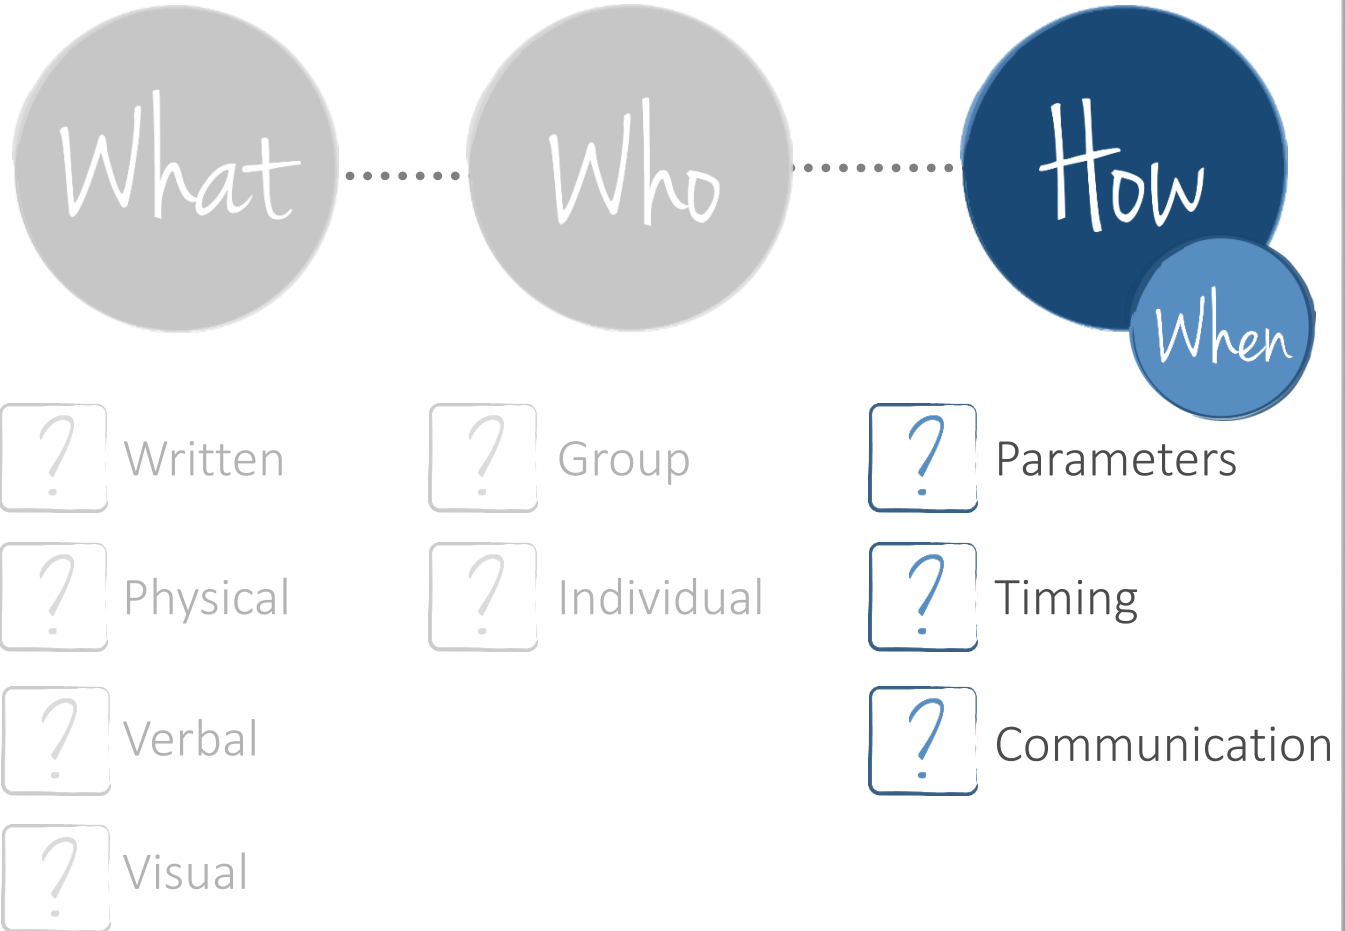 What
Who
How
When
? Written
? Physical
? Verbal
? Visual
? Group
? Individual
? Parameters
? Timing
? Communication